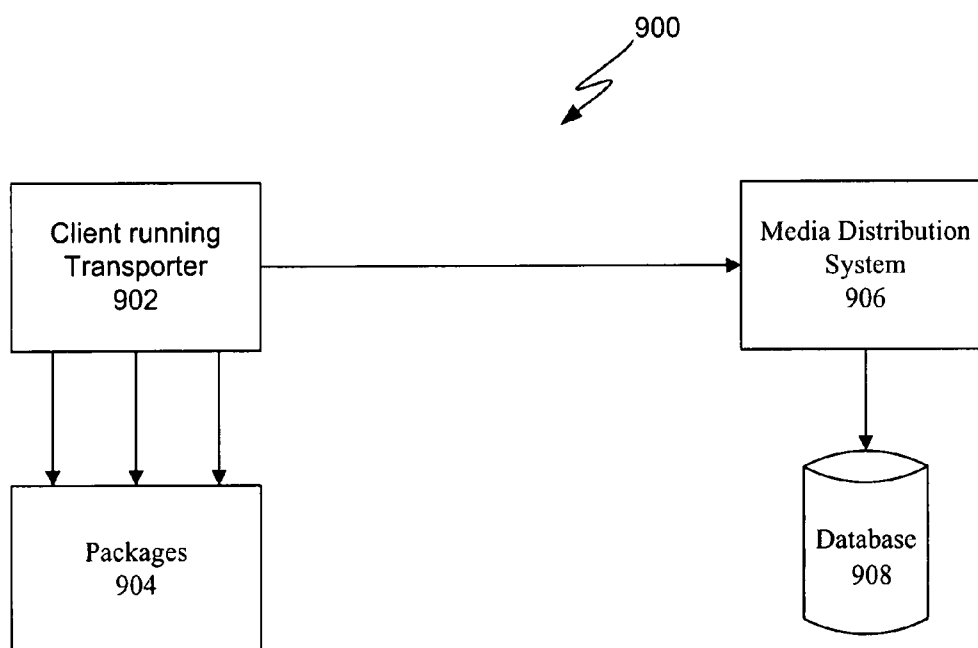 900
Client running
Transporter
902
Media Distribution
System
906
Packages
904
Database
908